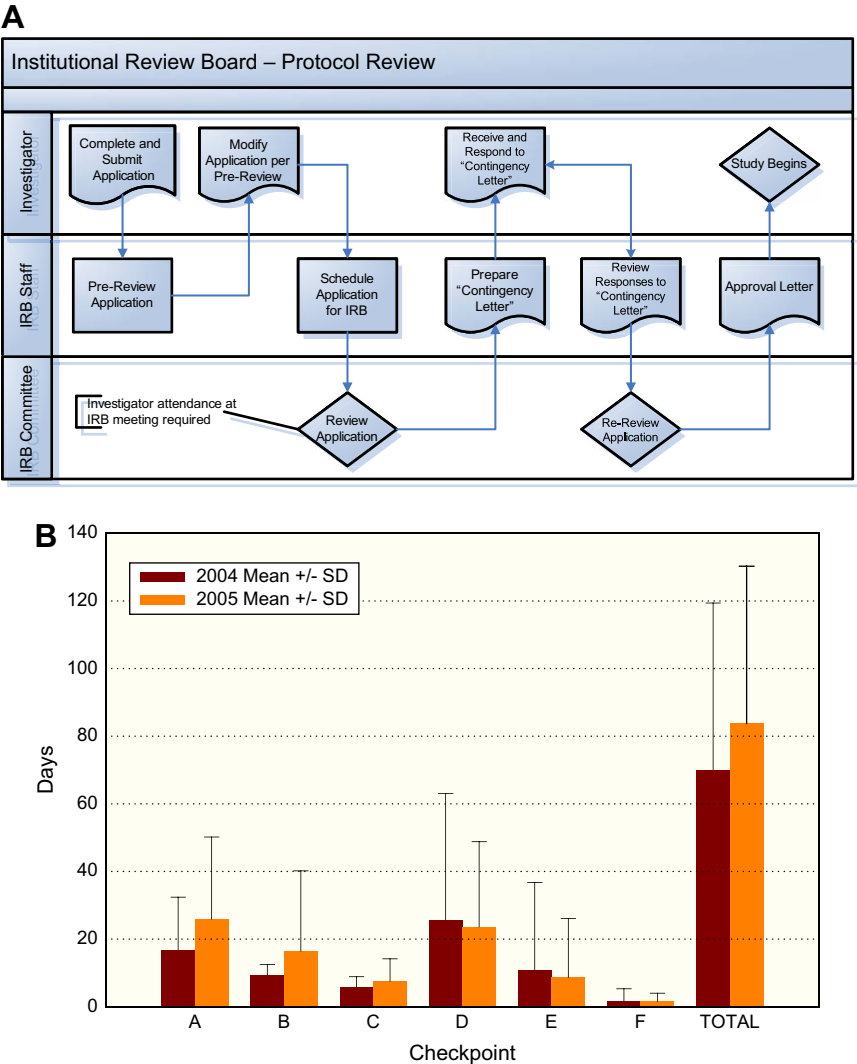 A
Institutional Review Board – Protocol Review
Investigator
Complete and
Submit
Application
Modify
Application per
Pre-Review
Receive and
Respond to
“Contingency
Letter”
Study Begins
IRB Staff
Pre-Review
Application
Schedule
Application
for IRB
Prepare
“Contingency
Letter”
Review
Responses to
“Contingency
Letter”
Approval Letter
IRB Committee
Investigator attendance at
IRB meeting required
Review
Application
Re-Review
Application
B
140
120
100
80
60
40
20
0
Days
2004 Mean +/- SD
2005 Mean +/- SD
A B C D E F TOTAL
Checkpoint